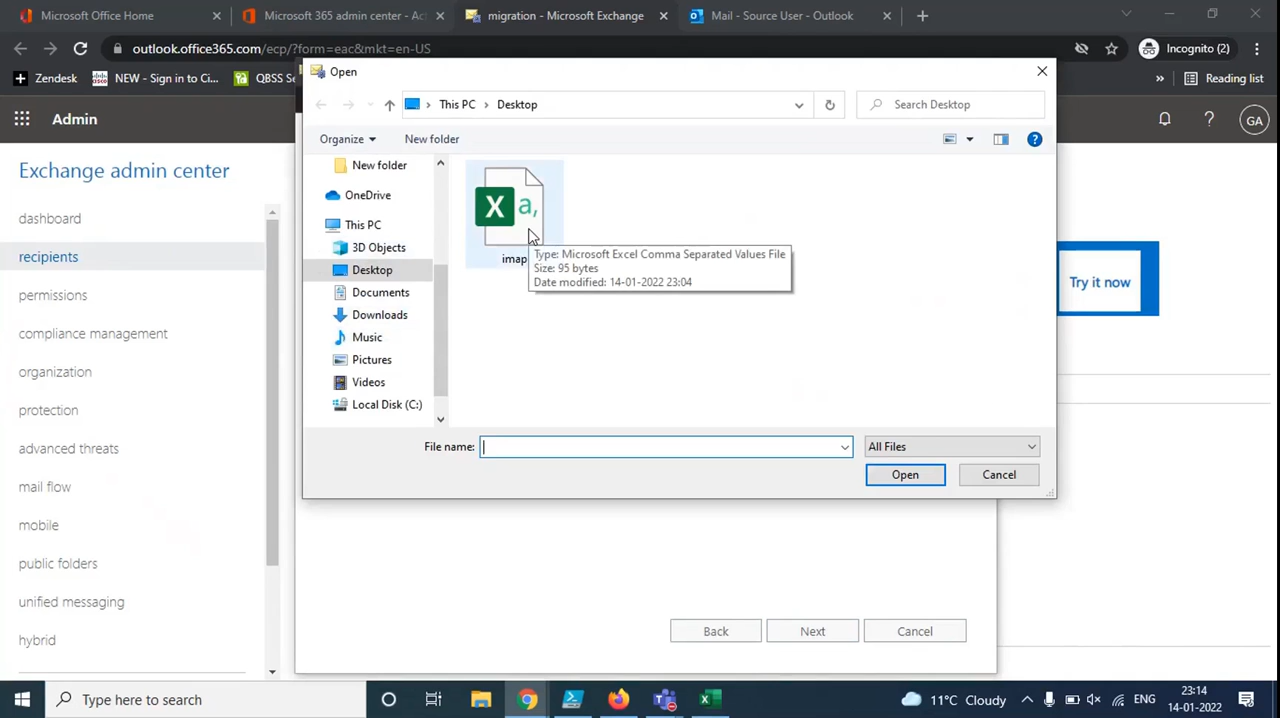 Microsoft Office Home
Microsoft 365 admin center - Act
migration - Microsoft Exchange
Mail - Source User - Outlook
outlook.office365.com/ecp/?form=eac&mkt=en-US
Incognito (2)
Zendesk
NEW - Sign in to Ci...
QBSS S
»
Reading list
Admin
GA
Open
This PC
Desktop
Search Desktop
Organize
New folder
New folder
OneDrive
This PC
3D Objects
Desktop
Documents
Downloads
Music
Pictures
Videos
Local Disk (C:)
X a,
imap
Type: Microsoft Excel Comma Separated Values File
Size: 95 bytes
Date modified: 14-01-2022 23:04
File name:
All Files
Open
Cancel
Exchange admin center
dashboard
recipients
permissions
compliance management
organization
protection
advanced threats
mail flow
mobile
public folders
unified messaging
hybrid
Try it now
Back
Next
Cancel
Type here to search
11°C Cloudy
ENG
23:14
14-01-2022